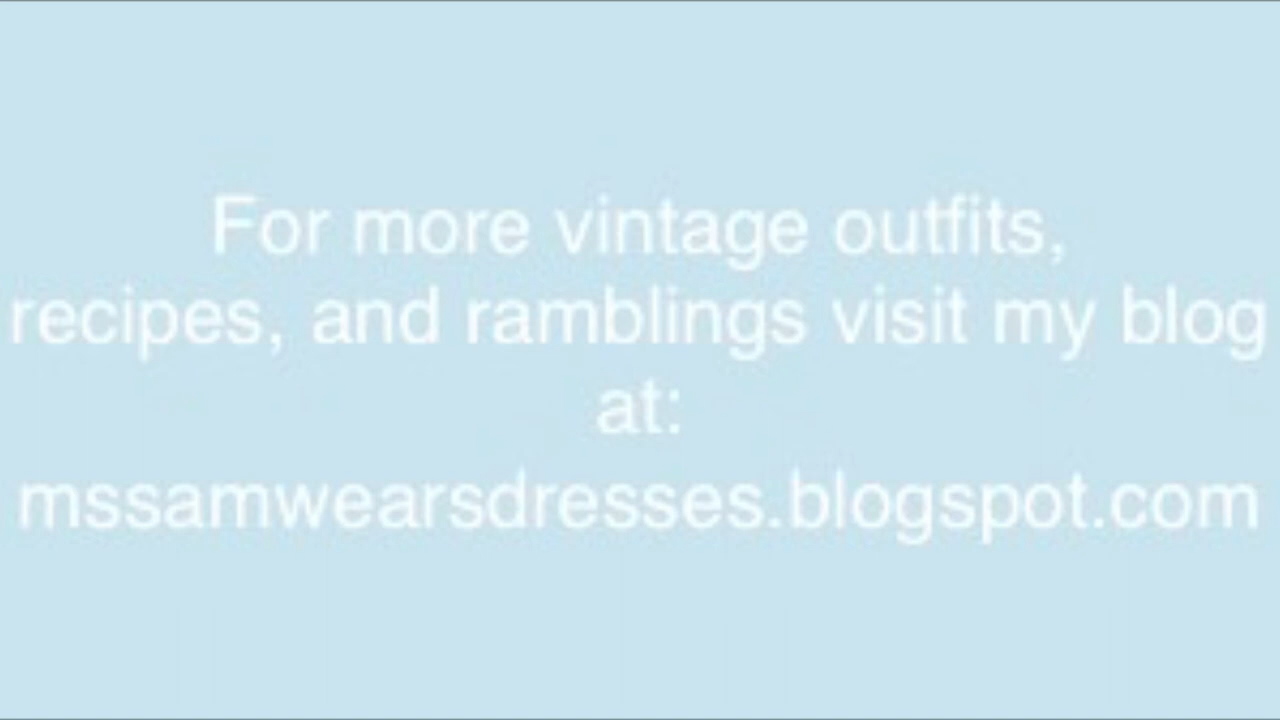 For more vintage outfits,
recipes, and ramblings visit my blog
at:
mssamwearsdresses.blogspot.com